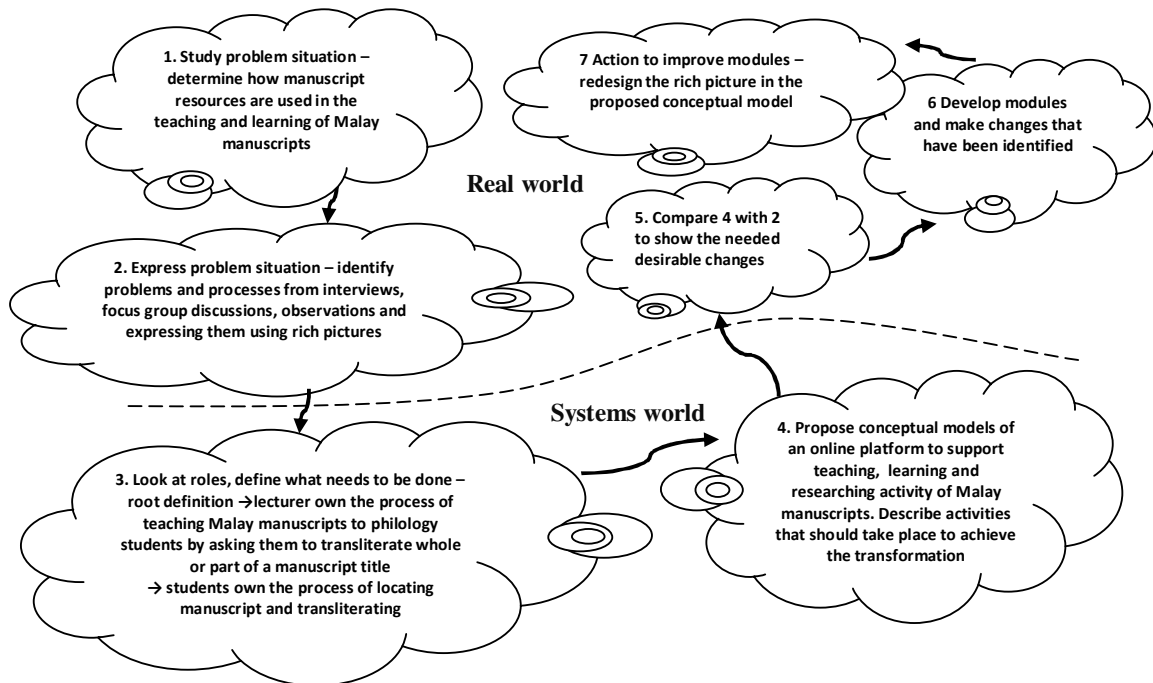 1. Study problem situation –
determine how manuscript
resources are used in the
teaching and learning of Malay
manuscripts
7 Action to improve modules –
redesign the rich picture in the
proposed conceptual model
6 Develop modules
and make changes that
have been identified
Real world
5. Compare 4 with 2
to show the needed
desirable changes
2. Express problem situation – identify
problems and processes from interviews,
focus group discussions, observations and
expressing them using rich pictures
Systems world
3. Look at roles, define what needs to be done –
root definition →lecturer own the process of
teaching Malay manuscripts to philology
students by asking them to transliterate whole
or part of a manuscript title
→ students own the process of locating
manuscript and transliterating
4. Propose conceptual models of
an online platform to support
teaching, learning and
researching activity of Malay
manuscripts. Describe activities
that should take place to achieve
the transformation